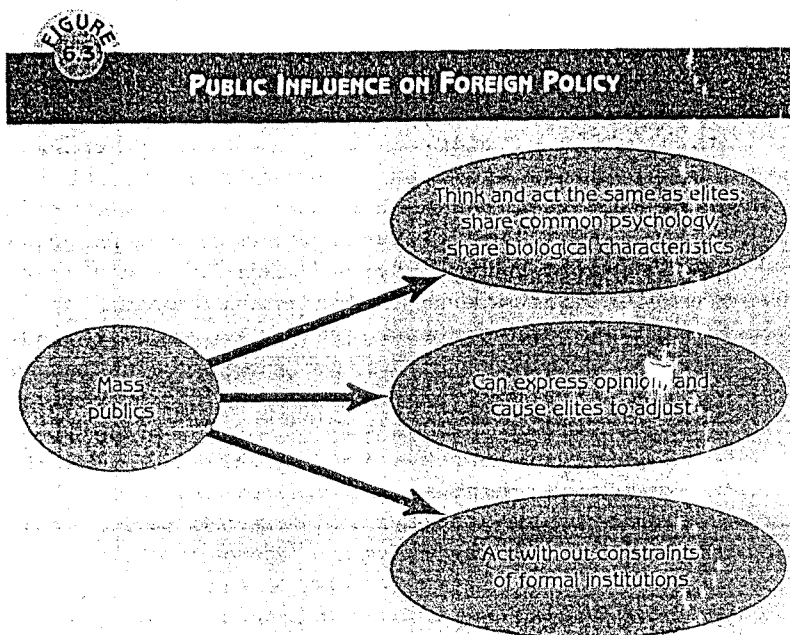 FIGURE
6.3
PUBLIC INFLUENCE ON FOREIGN POLICY
Think and act the same as elites
share common psychology,
share biological characteristics
Mass
publics
Can express opinion, and
cause elites to adjust
Act without constraints
of formal institutions